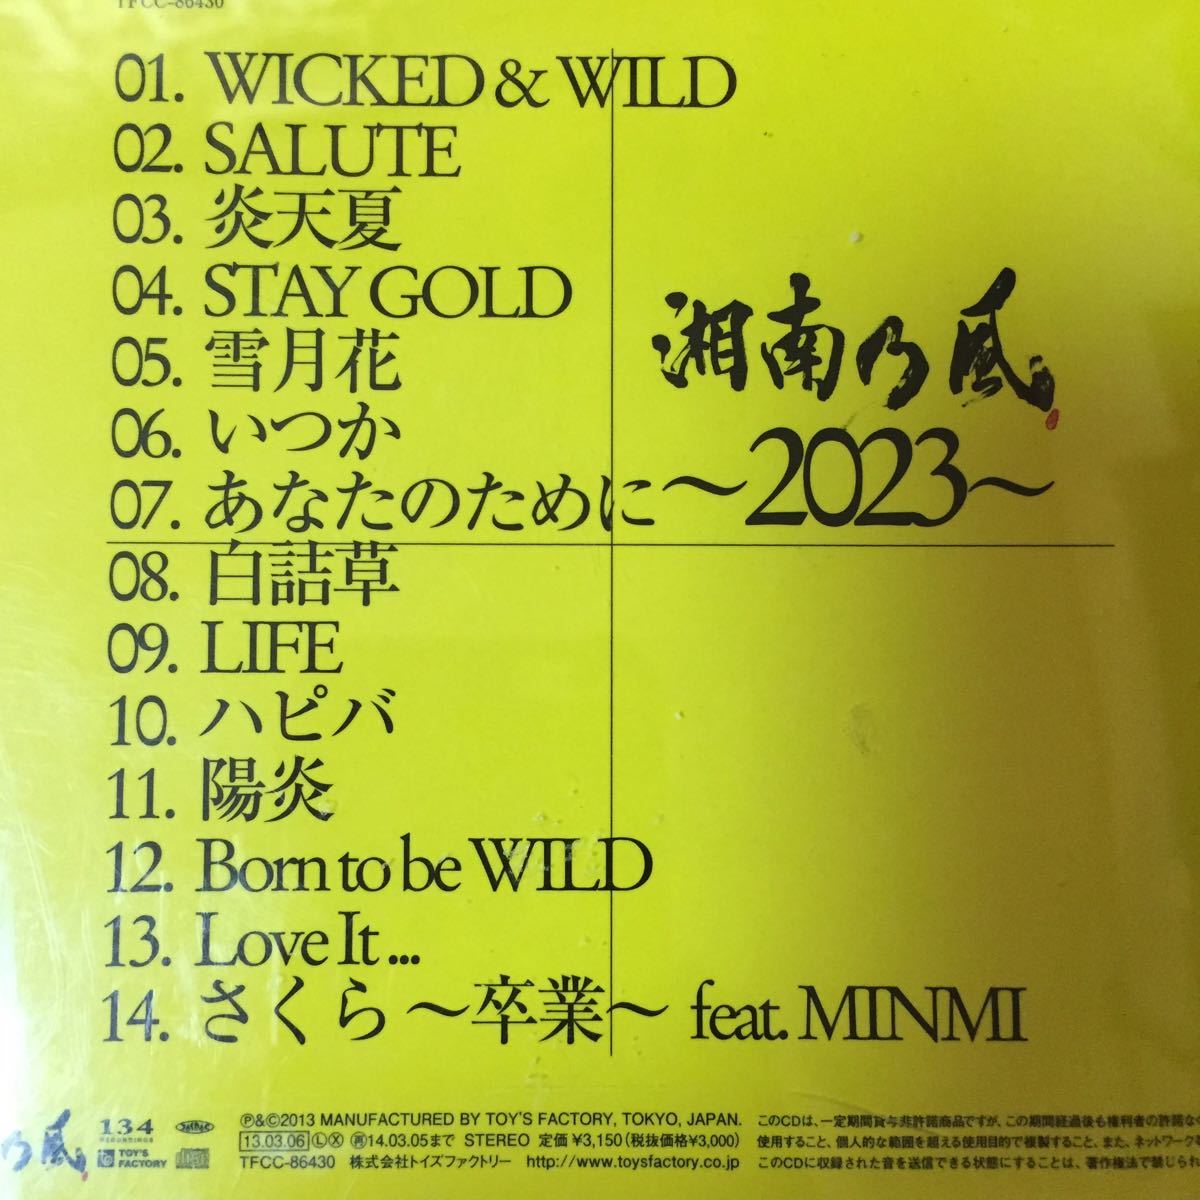 TFCC-86430
01. WICKED & WILD
02. SALUTE
03. 炎天夏
04. STAY GOLD
05. 雪月花
06. いつか
07. あなたのために〜2023〜
08. 白詰草
09. LIFE
10. ハピバ
11. 陽炎
12. Born to be WILD
13. Love It...
14. さくら〜卒業〜 feat. MINMI
湘南乃風
乃風
134
RECORDINGS
TOY'S
FACTORY
℗&©2013 MANUFACTURED BY TOY'S FACTORY, TOKYO, JAPAN.
13.03.06 Ⓛ Ⓧ ㊢14.03.05まで STEREO 定価 ¥3,150(税抜価格¥3,000)
TFCC-86430 株式会社トイズファクトリー http://www.toysfactory.co.jp
このCDは、一定期間貸与非許諾商品ですが、この期間経過後も権利者の許諾な
使用すること、個人的な範囲を超える使用目的で複製すること、また、ネットワーク
このCDに収録された音を送信できる状態にすることは、著作権法で禁じられ